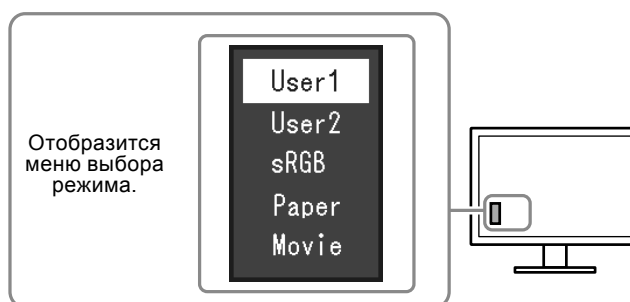 Отобразится
меню выбора
режима.
User1
User2
sRGB
Paper
Movie